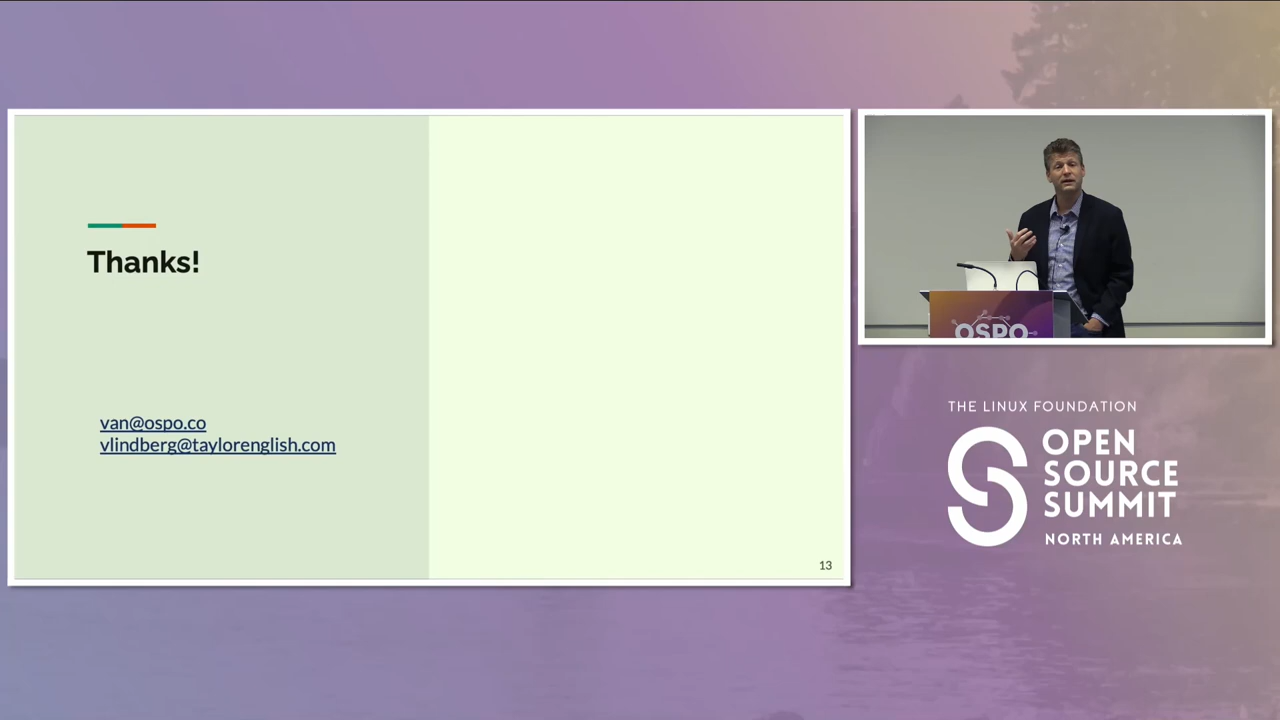 Thanks!
van@ospo.co
vlindberg@taylorenglish.com
13
OSPO
THE LINUX FOUNDATION
OPEN
SOURCE
SUMMIT
NORTH AMERICA